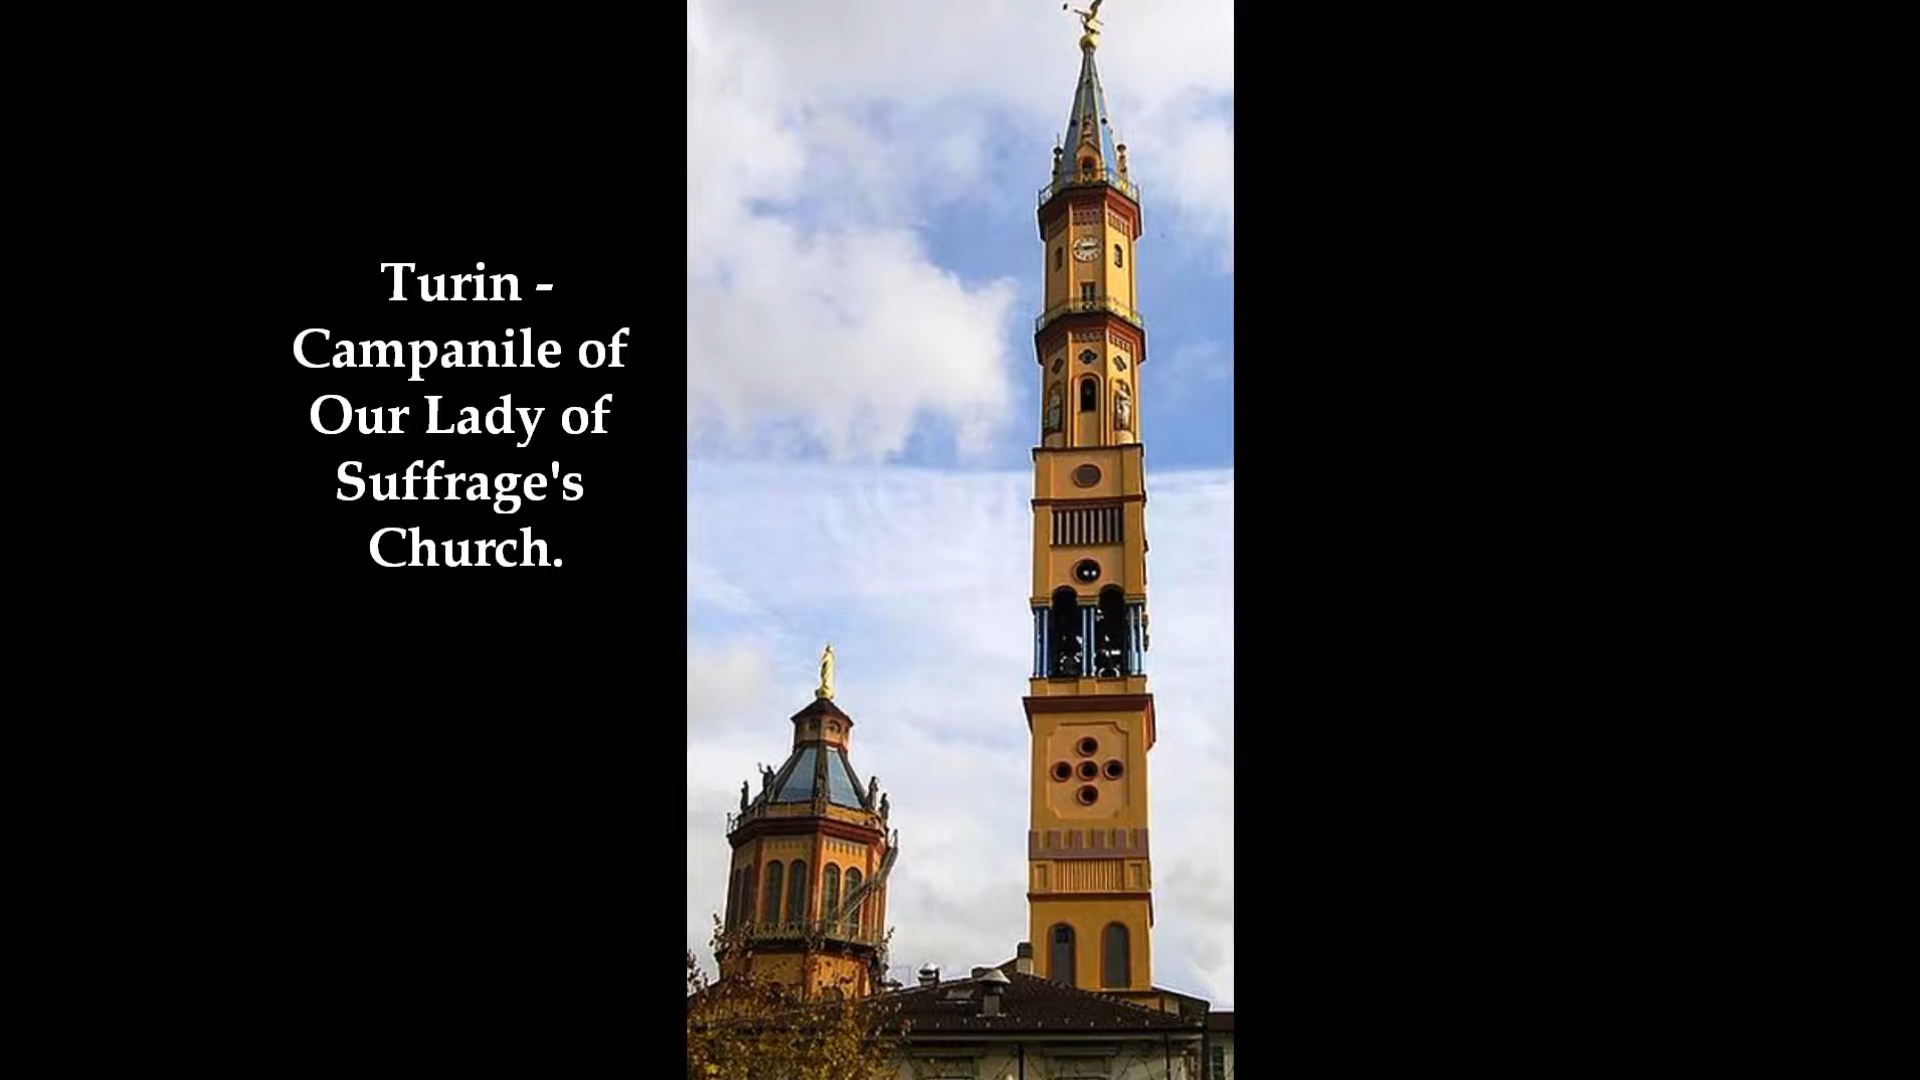 Turin -
Campanile of
Our Lady of
Suffrage's
Church.